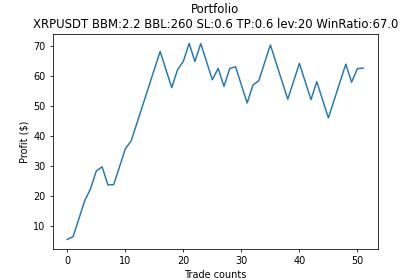 Portfolio
XRPUSDT BBM:2.2 BBL:260 SL:0.6 TP:0.6 lev:20 WinRatio:67.0
70
60
50
40
30
20
10
Profit ($)
0 10 20 30 40 50
Trade counts